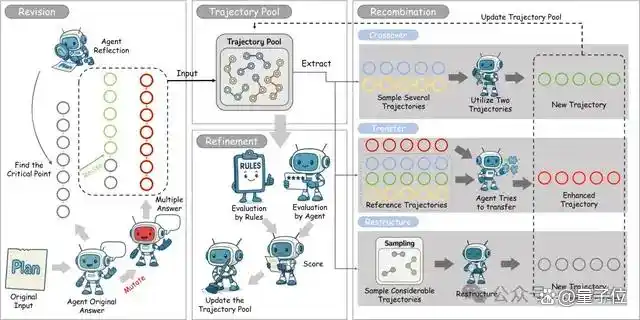 Revision
Agent
Reflection
Find the
Critical Point
Multiple
Answer
Plan
Original
Input
Agent Original
Answer
Mutate
Input
Trajectory Pool
Trajectory Pool
Extract
Refinement
RULES
Evaluation
by Rules
Evaluation
by Agent
Score
Update the
Trajectory Pool
Recombination
Update Trajectory Pool
Crossover
Sample Several
Trajectories
Utilize Two
Trajectories
New Trajectory
Transfer
Reference Trajectories
Agent Tries
to transfer
Enhanced
Trajectory
Restructure
Sampling
Sample Considerable
Trajectories
Restructure
New Trajectory
公众号
量子位